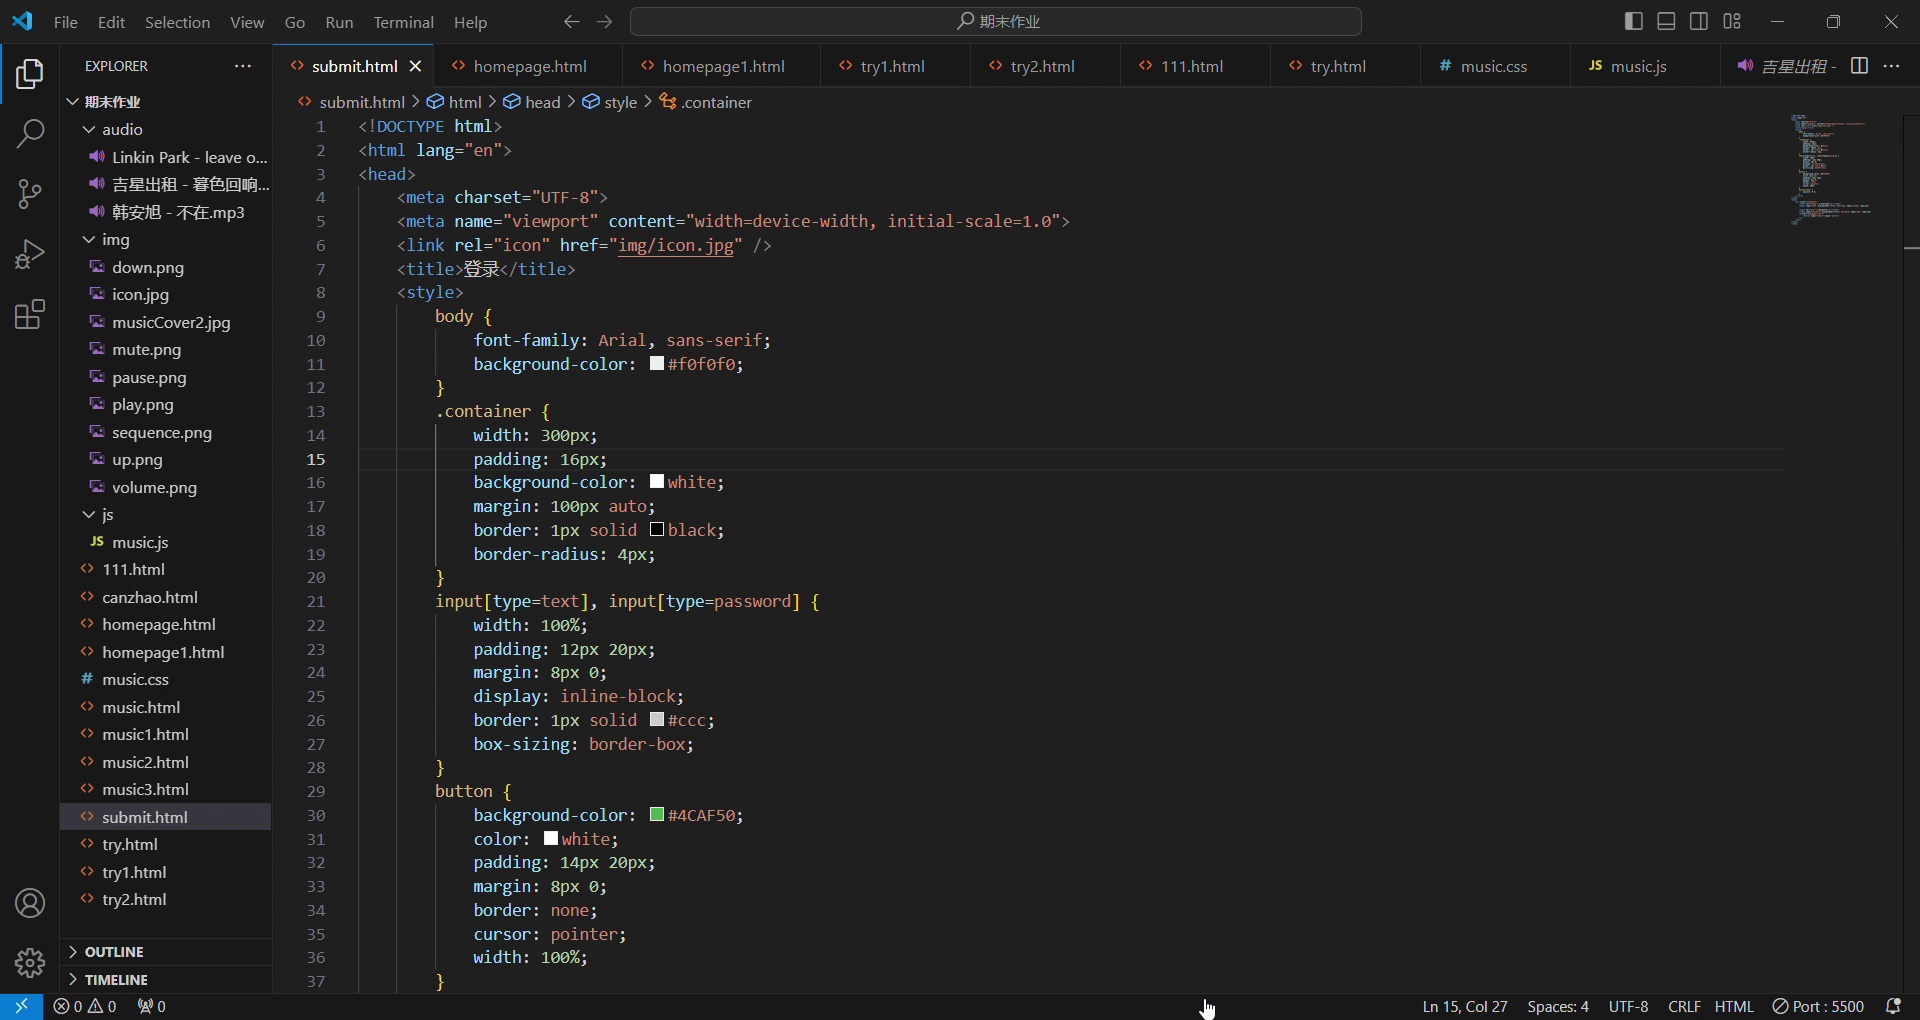 File Edit Selection View Go Run Terminal Help
期末作业
EXPLORER
submit.html
homepage.html
homepage1.html
try1.html
try2.html
111.html
try.html
# music.css
JS music.js
吉星出租 -
submit.html > html > head > style > .container
期末作业
audio
Linkin Park - leave o...
吉星出租 - 暮色回响...
韩安旭 - 不在.mp3
img
down.png
icon.jpg
musicCover2.jpg
mute.png
pause.png
play.png
sequence.png
up.png
volume.png
js
JS music.js
111.html
canzhao.html
homepage.html
homepage1.html
# music.css
music.html
music1.html
music2.html
music3.html
submit.html
try.html
try1.html
try2.html
OUTLINE
TIMELINE
1 <!DOCTYPE html>
2 <html lang="en">
3 <head>
4 <meta charset="UTF-8">
5 <meta name="viewport" content="width=device-width, initial-scale=1.0">
6 <link rel="icon" href="img/icon.jpg" />
7 <title>登录</title>
8 <style>
9 body {
10 font-family: Arial, sans-serif;
11 background-color: #f0f0f0;
12 }
13 .container {
14 width: 300px;
15 padding: 16px;
16 background-color: white;
17 margin: 100px auto;
18 border: 1px solid black;
19 border-radius: 4px;
20 }
21 input[type=text], input[type=password] {
22 width: 100%;
23 padding: 12px 20px;
24 margin: 8px 0;
25 display: inline-block;
26 border: 1px solid #ccc;
27 box-sizing: border-box;
28 }
29 button {
30 background-color: #4CAF50;
31 color: white;
32 padding: 14px 20px;
33 margin: 8px 0;
34 border: none;
35 cursor: pointer;
36 width: 100%;
37 }
0 0 0
Ln 15, Col 27 Spaces: 4 UTF-8 CRLF HTML Port : 5500